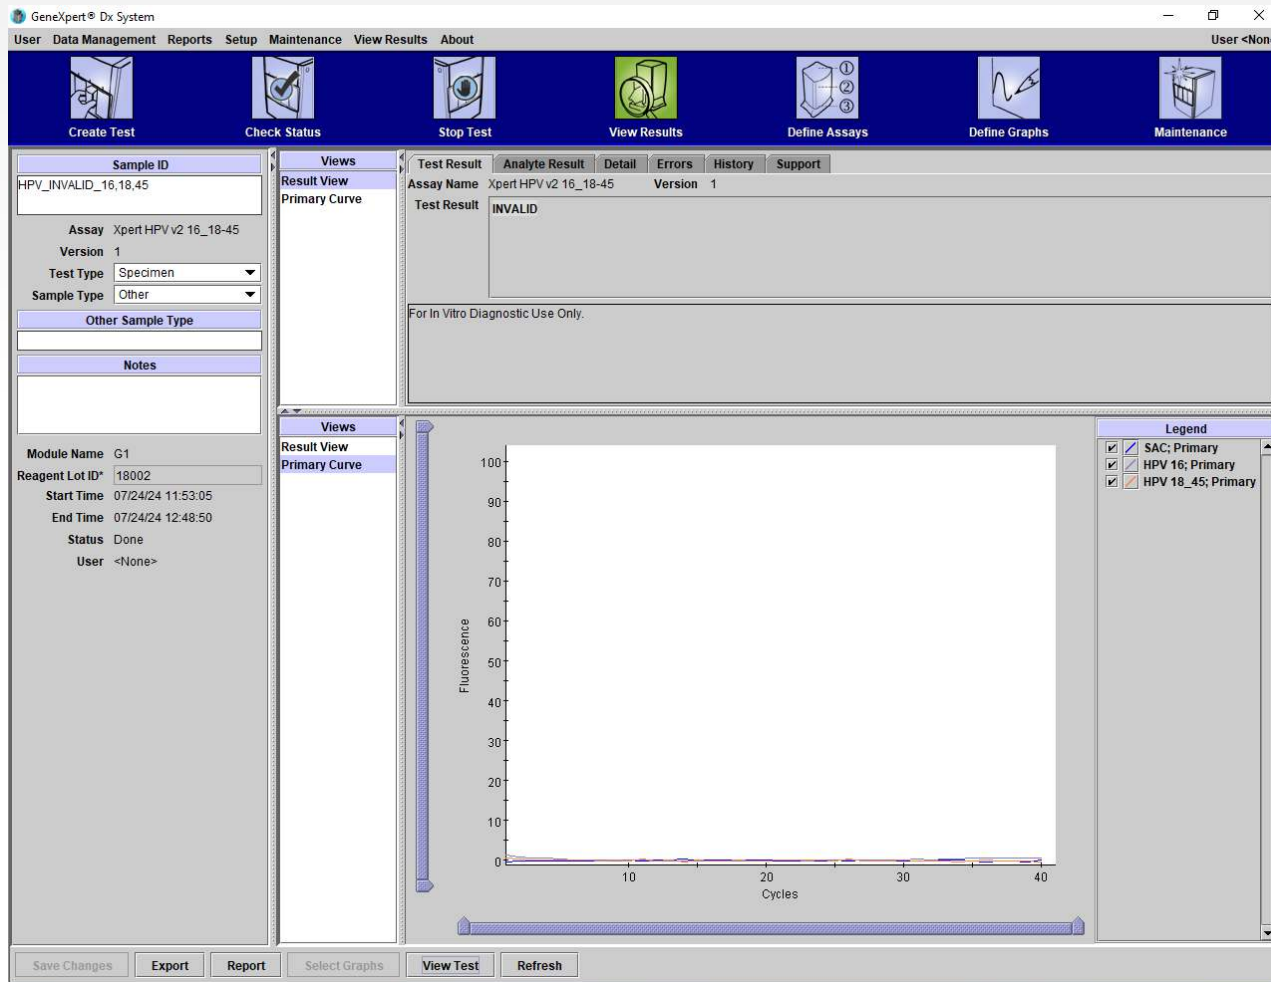 GeneXpert® Dx System
User Data Management Reports Setup Maintenance View Results About
User <Non
Create Test
Check Status
Stop Test
View Results
Define Assays
Define Graphs
Maintenance
Sample ID
HPV_INVALID_16,18,45
Assay Xpert HPV v2 16_18-45
Version 1
Test Type Specimen
Sample Type Other
Other Sample Type
Notes
Module Name G1
Reagent Lot ID* 18002
Start Time 07/24/24 11:53:05
End Time 07/24/24 12:48:50
Status Done
User <None>
Views
Result View
Primary Curve
Test Result Analyte Result Detail Errors History Support
Assay Name Xpert HPV v2 16_18-45 Version 1
Test Result INVALID
For In Vitro Diagnostic Use Only.
Views
Result View
Primary Curve
100
90
80
70
60
50
40
30
20
10
0
Fluorescence
10 20 30 40
Cycles
Legend
SAC; Primary
HPV 16; Primary
HPV 18_45; Primary
Save Changes Export Report Select Graphs View Test Refresh
① ② ③